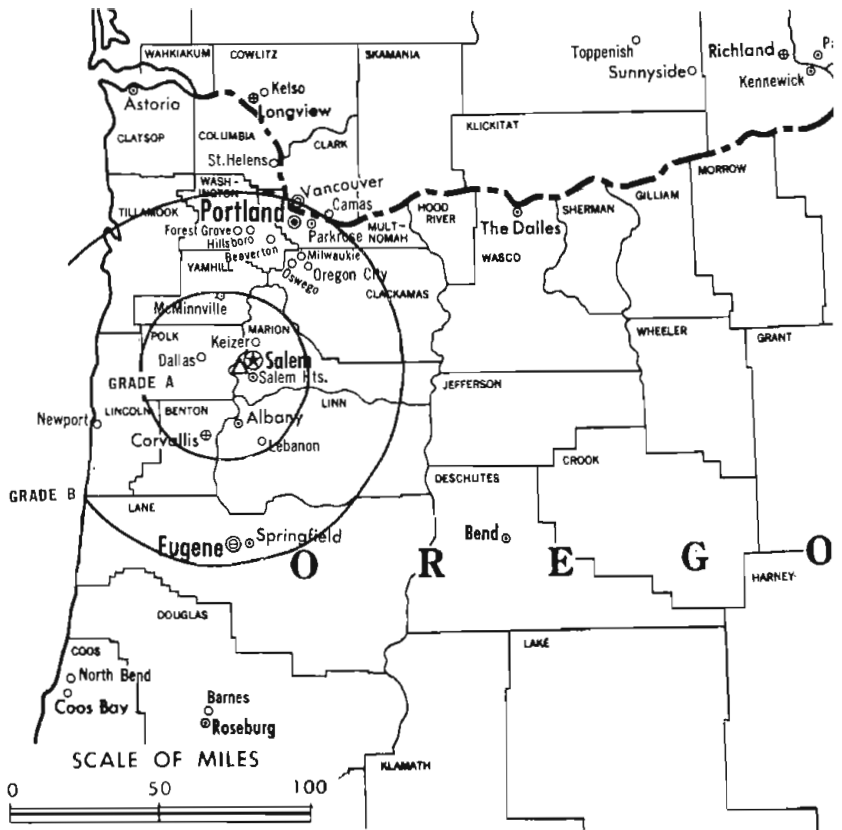 WAHKIAKUM
COWLITZ
SKAMANIA
Toppenish
Richland
Sunnyside
Kennewick
Kelso
Astoria
Longview
CLATSOP
COLUMBIA
CLARK
KLICKITAT
St. Helens
MORROW
WASH-
INGTON
Vancouver
GILLIAM
TILLAMOOK
Portland
Camas
HOOD
RIVER
SHERMAN
Forest Grove
Parkrose
MULT-
NOMAH
The Dalles
Hillsboro
Beaverton
Milwaukie
WASCO
YAMHILL
Oswego
Oregon City
CLACKAMAS
McMinnville
POLK
MARION
WHEELER
GRANT
Keizer
Dallas
Salem
GRADE A
Salem Hts.
JEFFERSON
LINN
Newport
LINCOLN
BENTON
Albany
Corvallis
Lebanon
CROOK
DESCHUTES
GRADE B
LANE
Eugene
Springfield
Bend
O R E G O
HARNEY
DOUGLAS
LAKE
COOS
North Bend
Coos Bay
Barnes
Roseburg
SCALE OF MILES
KLAMATH
0 50 100